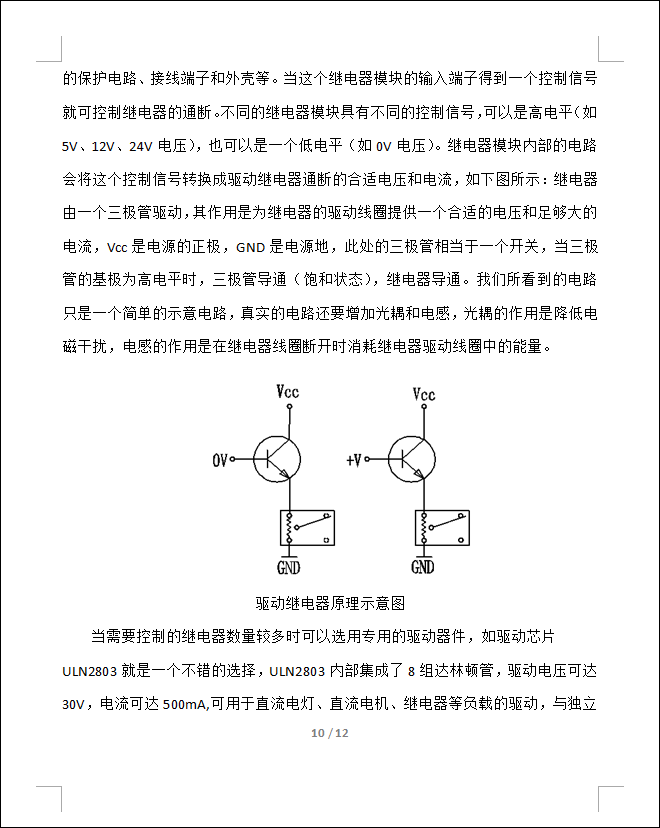 的保护电路、接线端子和外壳等。当这个继电器模块的输入端子得到一个控制信号
就可控制继电器的通断。不同的继电器模块具有不同的控制信号，可以是高电平（如
5V、12V、24V 电压），也可以是一个低电平（如 0V 电压）。继电器模块内部的电路
会将这个控制信号转换成驱动继电器通断的合适电压和电流，如下图所示：继电器
由一个三极管驱动，其作用是为继电器的驱动线圈提供一个合适的电压和足够大的
电流，Vcc 是电源的正极，GND 是电源地，此处的三极管相当于一个开关，当三极
管的基极为高电平时，三极管导通（饱和状态），继电器导通。我们所看到的电路
只是一个简单的示意电路，真实的电路还要增加光耦和电感，光耦的作用是降低电
磁干扰，电感的作用是在继电器线圈断开时消耗继电器驱动线圈中的能量。
Vcc Vcc
0V +V
GND GND
驱动继电器原理示意图
当需要控制的继电器数量较多时可以选用专用的驱动器件，如驱动芯片
ULN2803 就是一个不错的选择，ULN2803 内部集成了 8 组达林顿管，驱动电压可达
30V，电流可达 500mA,可用于直流电灯、直流电机、继电器等负载的驱动，与独立
10 / 12